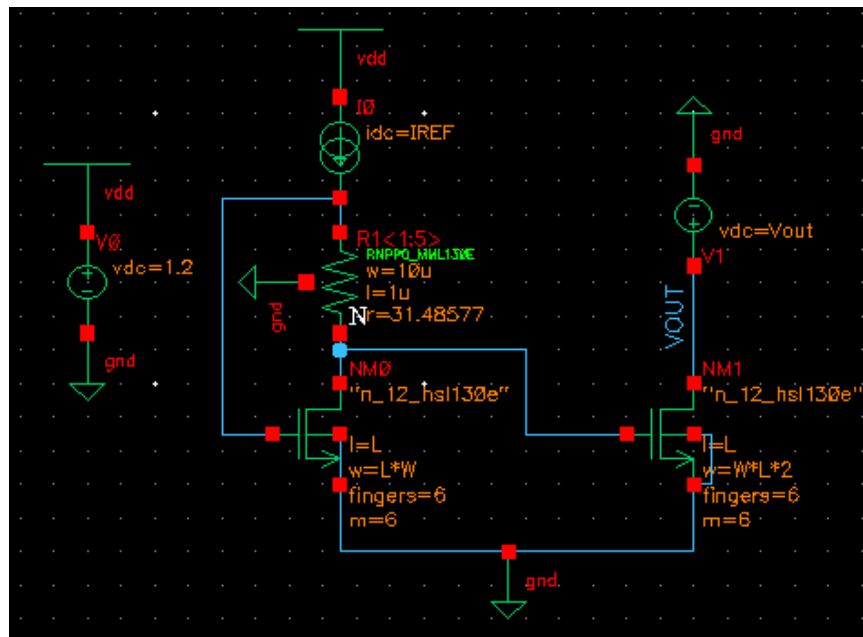 vdd
I0
idc=IREF
vdd
V0
vdc=1.2
gnd
R1<1:5>
RNPPO_MML130E
w=10u
l=1u
r=31.48577
gnd
N
NM0
"n_12_hsl130e"
l=L
w=L*W
fingers=6
m=6
gnd
vdc=Vout
V1
VOUT
NM1
"n_12_hsl130e"
l=L
w=W*L*2
fingers=6
m=6
gnd